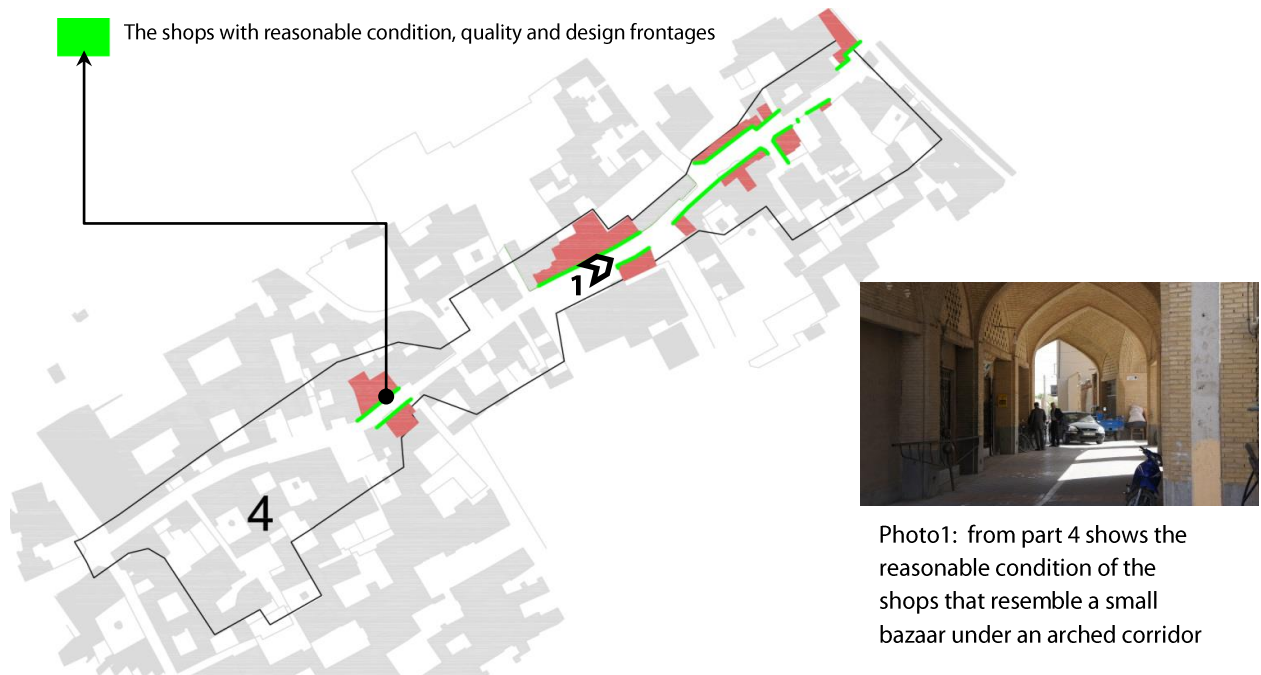 The shops with reasonable condition, quality and design frontages
1
4
Photo1: from part 4 shows the
reasonable condition of the
shops that resemble a small
bazaar under an arched corridor